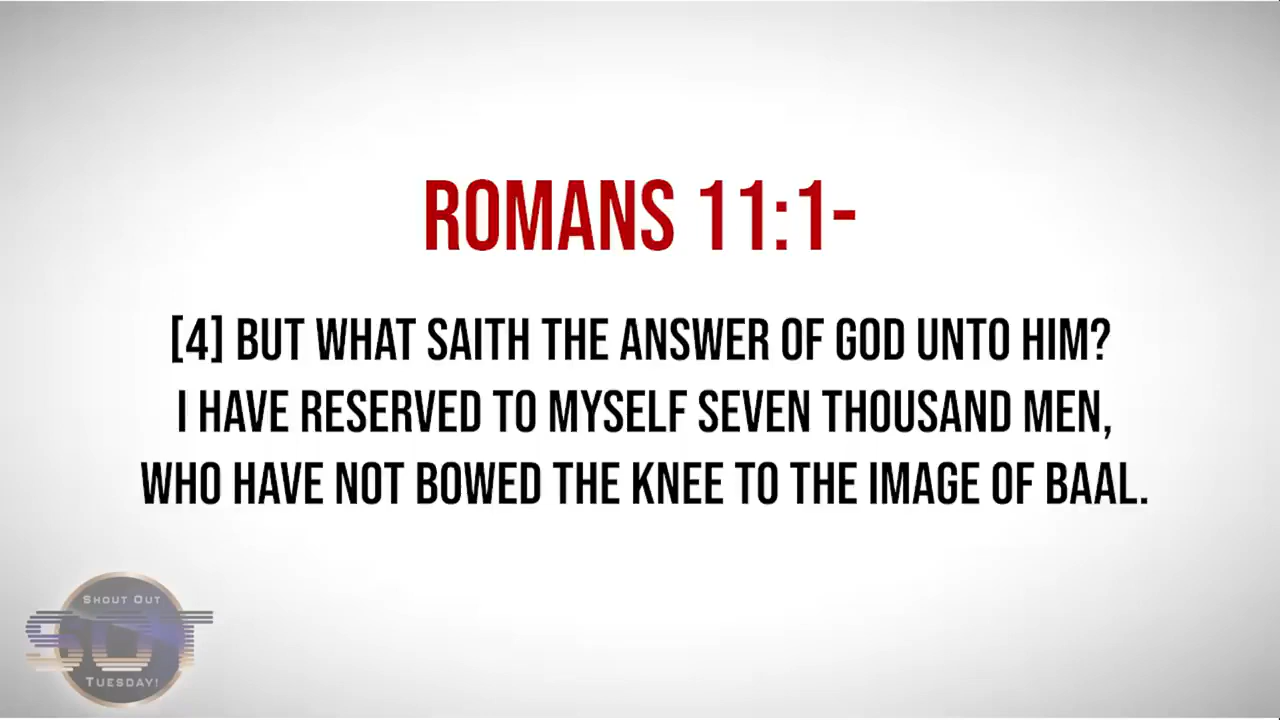 ROMANS 11:1-
[4] BUT WHAT SAITH THE ANSWER OF GOD UNTO HIM?
I HAVE RESERVED TO MYSELF SEVEN THOUSAND MEN,
WHO HAVE NOT BOWED THE KNEE TO THE IMAGE OF BAAL.
SHOUT OUT
SOT
TUESDAY!